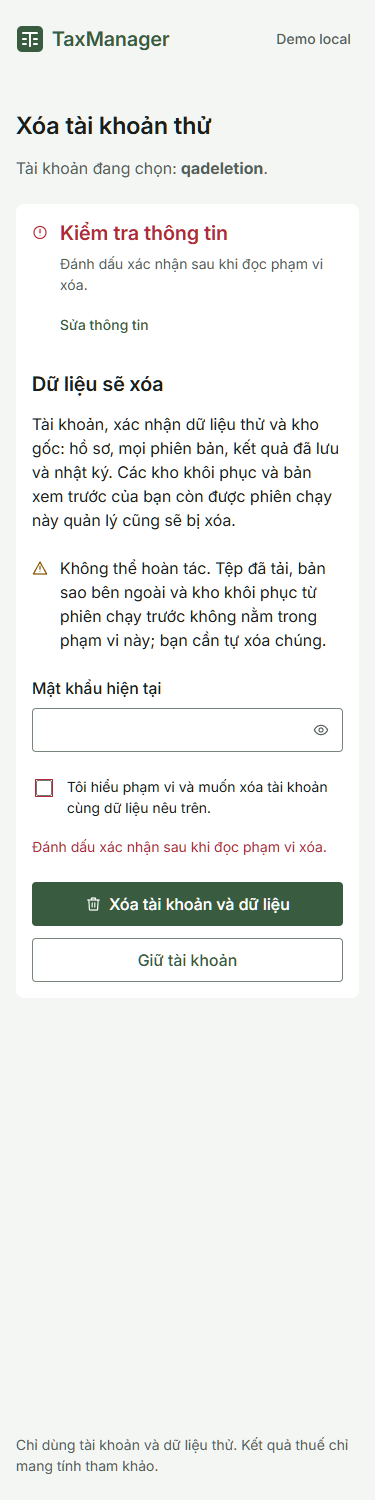 TaxManager
Demo local
Xóa tài khoản thử
Tài khoản đang chọn: qadeletion.
Kiểm tra thông tin
Đánh dấu xác nhận sau khi đọc phạm vi
xóa.
Sửa thông tin
Dữ liệu sẽ xóa
Tài khoản, xác nhận dữ liệu thử và kho
gốc: hồ sơ, mọi phiên bản, kết quả đã lưu
và nhật ký. Các kho khôi phục và bản
xem trước của bạn còn được phiên chạy
này quản lý cũng sẽ bị xóa.
Không thể hoàn tác. Tệp đã tải, bản
sao bên ngoài và kho khôi phục từ
phiên chạy trước không nằm trong
phạm vi này; bạn cần tự xóa chúng.
Mật khẩu hiện tại
Tôi hiểu phạm vi và muốn xóa tài khoản
cùng dữ liệu nêu trên.
Đánh dấu xác nhận sau khi đọc phạm vi xóa.
Xóa tài khoản và dữ liệu
Giữ tài khoản
Chỉ dùng tài khoản và dữ liệu thử. Kết quả thuế chỉ
mang tính tham khảo.